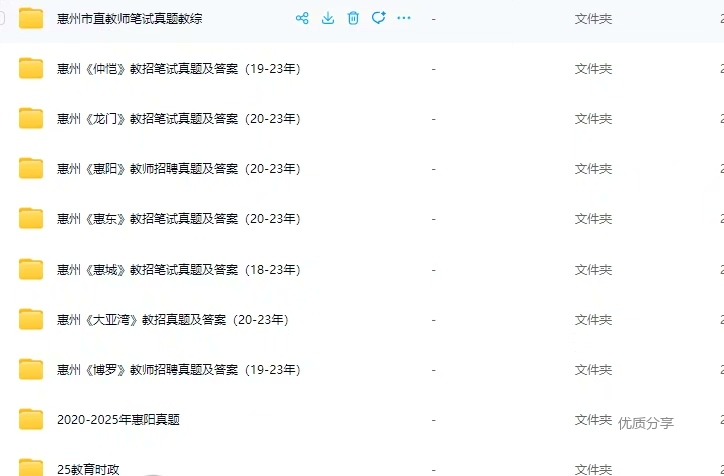 惠州市直教师笔试真题教综 - 文件夹
惠州《仲恺》教招笔试真题及答案（19-23年） - 文件夹
惠州《龙门》教招笔试真题及答案（20-23年） - 文件夹
惠州《惠阳》教师招聘真题及答案（20-23年） - 文件夹
惠州《惠东》教招笔试真题及答案（20-23年） - 文件夹
惠州《惠城》教招笔试真题及答案（18-23年） - 文件夹
惠州《大亚湾》教招真题及答案（20-23年） - 文件夹
惠州《博罗》教师招聘真题及答案（19-23年） - 文件夹
2020-2025年惠阳真题 - 文件夹 优质分享
25教育时政 - 文件夹